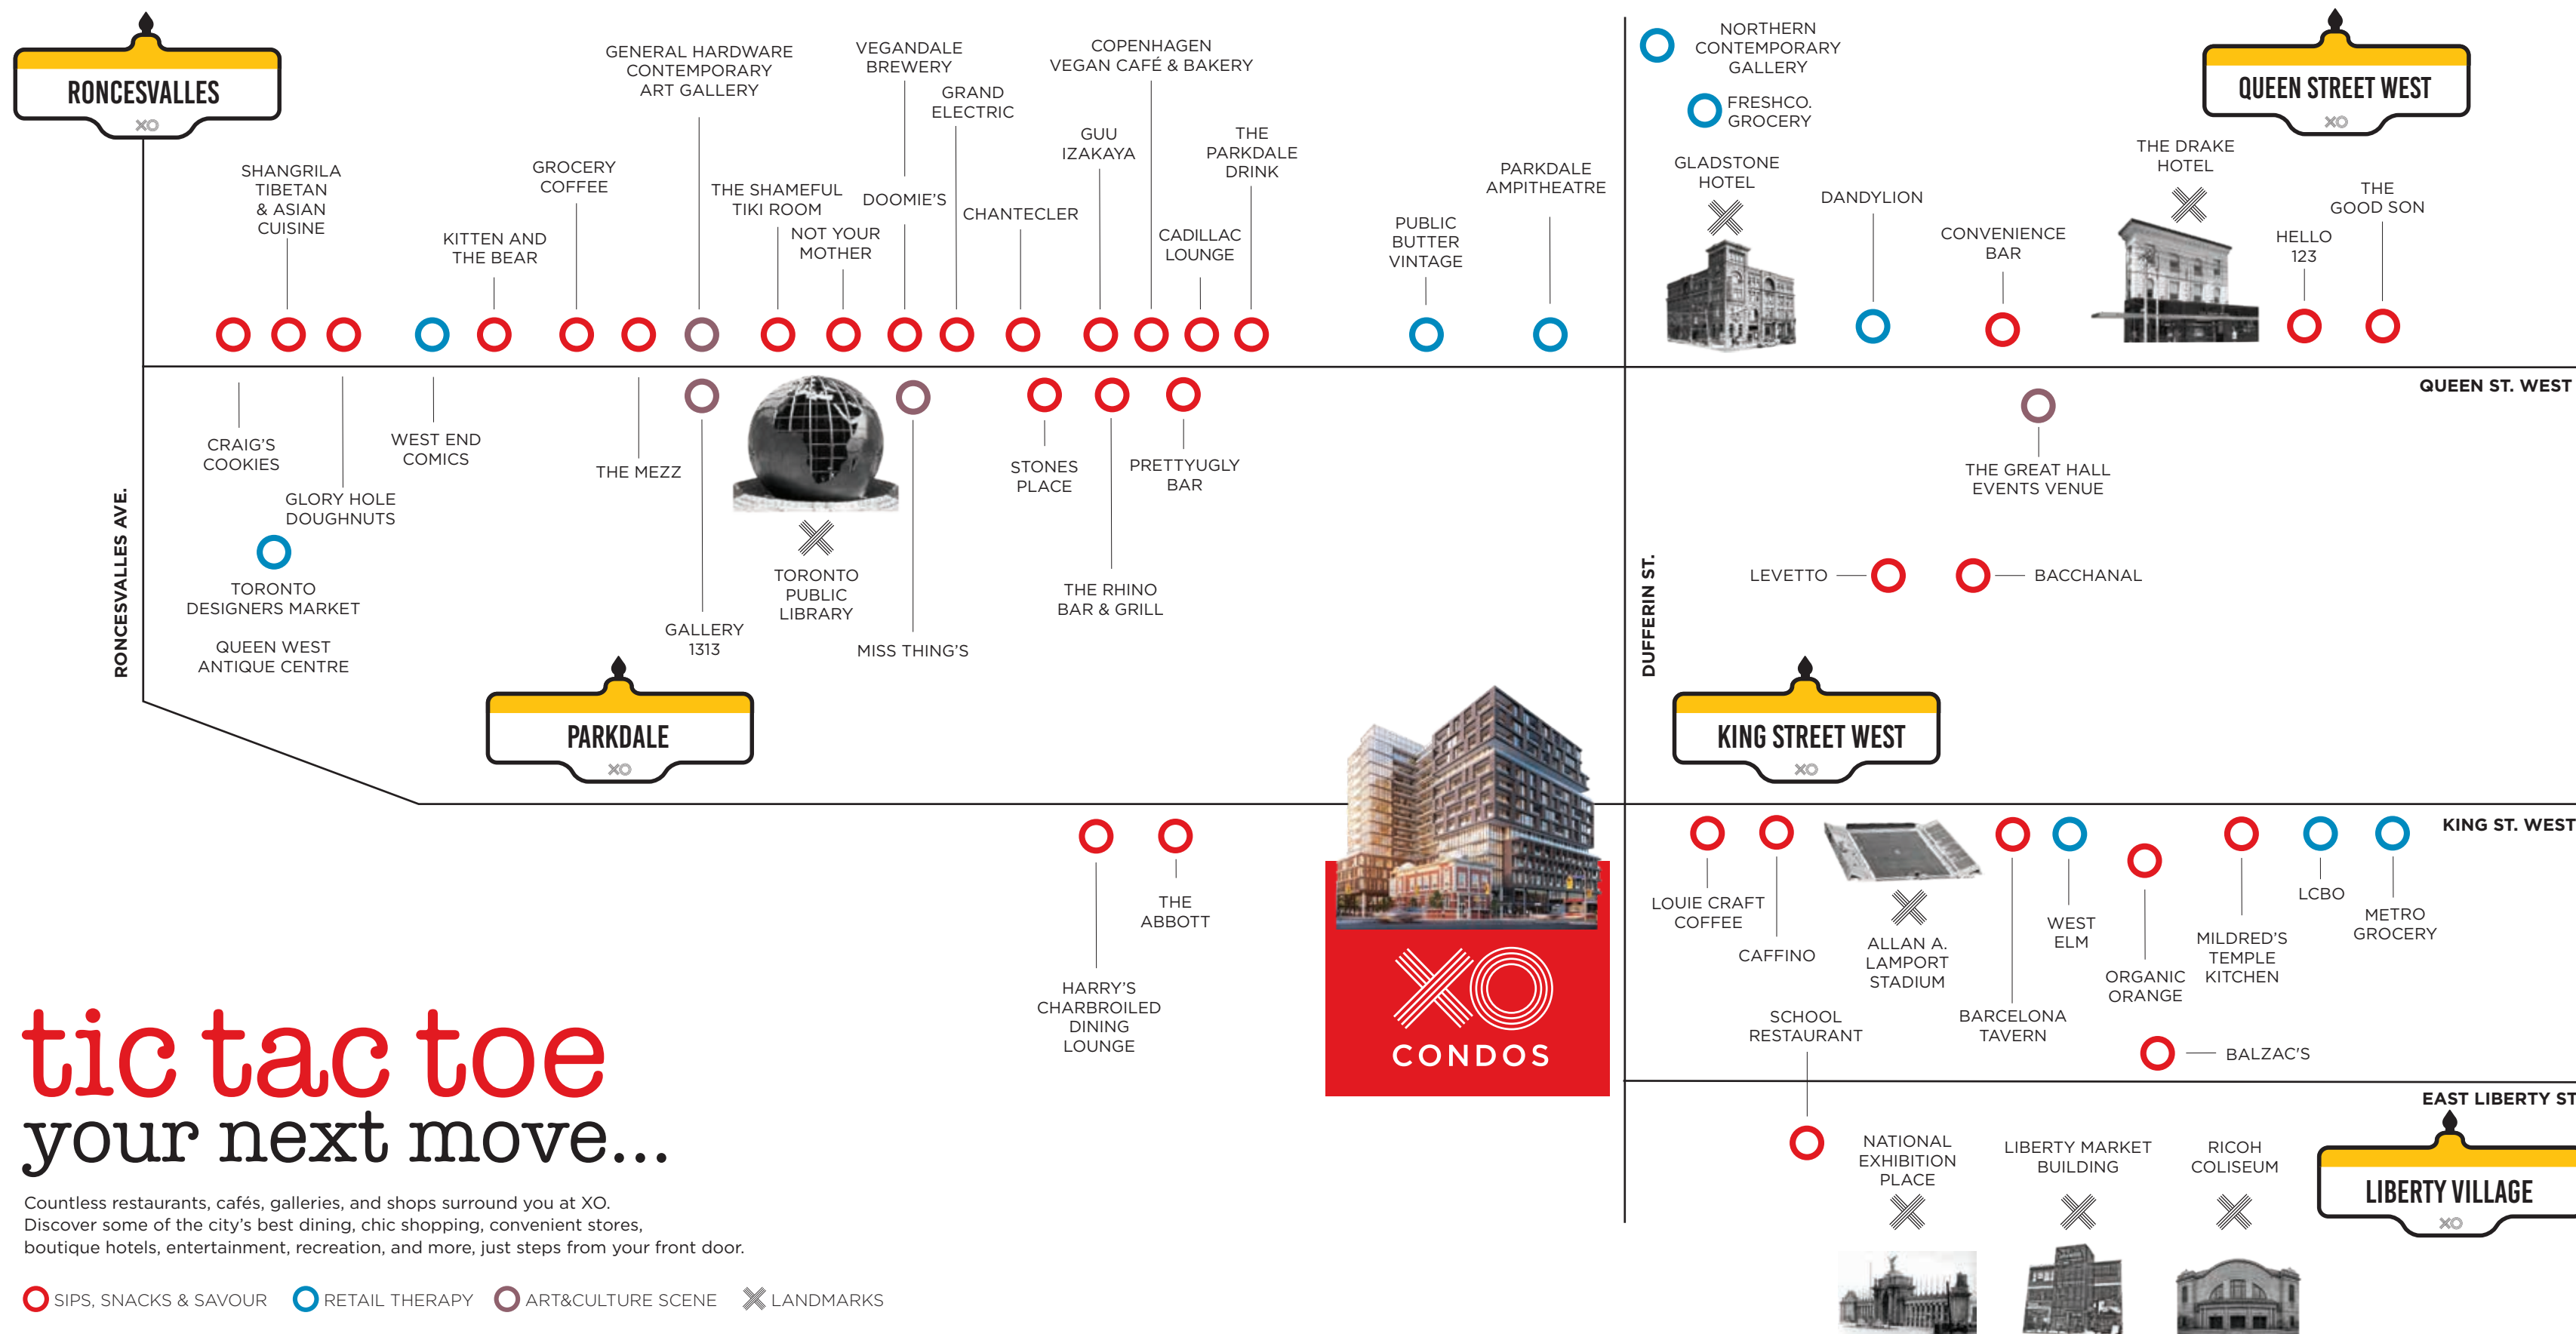 RONCESVALLES
XO
SHANGRILA
TIBETAN
& ASIAN
CUISINE
KITTEN AND
THE BEAR
GROCERY
COFFEE
GENERAL HARDWARE
CONTEMPORARY
ART GALLERY
THE SHAMEFUL
TIKI ROOM
NOT YOUR
MOTHER
VEGANDALE
BREWERY
DOOMIE'S
GRAND
ELECTRIC
CHANTECLER
GUU
IZAKAYA
COPENHAGEN
VEGAN CAFÉ & BAKERY
CADILLAC
LOUNGE
THE
PARKDALE
DRINK
PUBLIC
BUTTER
VINTAGE
PARKDALE
AMPITHEATRE
NORTHERN
CONTEMPORARY
GALLERY
FRESHCO.
GROCERY
GLADSTONE
HOTEL
DANDYLION
CONVENIENCE
BAR
THE DRAKE
HOTEL
QUEEN STREET WEST
XO
HELLO
123
THE
GOOD SON
QUEEN ST. WEST
RONCESVALLES AVE.
CRAIG'S
COOKIES
GLORY HOLE
DOUGHNUTS
TORONTO
DESIGNERS MARKET
QUEEN WEST
ANTIQUE CENTRE
WEST END
COMICS
THE MEZZ
GALLERY
1313
TORONTO
PUBLIC
LIBRARY
MISS THING'S
STONES
PLACE
THE RHINO
BAR & GRILL
PRETTYUGLY
BAR
DUFFERIN ST.
THE GREAT HALL
EVENTS VENUE
LEVETTO
BACCHANAL
PARKDALE
XO
KING STREET WEST
XO
KING ST. WEST
HARRY'S
CHARBROILED
DINING
LOUNGE
THE
ABBOTT
XO
CONDOS
LOUIE CRAFT
COFFEE
CAFFINO
ALLAN A.
LAMPORT
STADIUM
BARCELONA
TAVERN
WEST
ELM
ORGANIC
ORANGE
MILDRED'S
TEMPLE
KITCHEN
LCBO
METRO
GROCERY
SCHOOL
RESTAURANT
BALZAC'S
EAST LIBERTY ST
NATIONAL
EXHIBITION
PLACE
LIBERTY MARKET
BUILDING
RICOH
COLISEUM
LIBERTY VILLAGE
XO
tic tac toe
your next move...
Countless restaurants, cafés, galleries, and shops surround you at XO.
Discover some of the city's best dining, chic shopping, convenient stores,
boutique hotels, entertainment, recreation, and more, just steps from your front door.
SIPS, SNACKS & SAVOUR
RETAIL THERAPY
ART&CULTURE SCENE
LANDMARKS